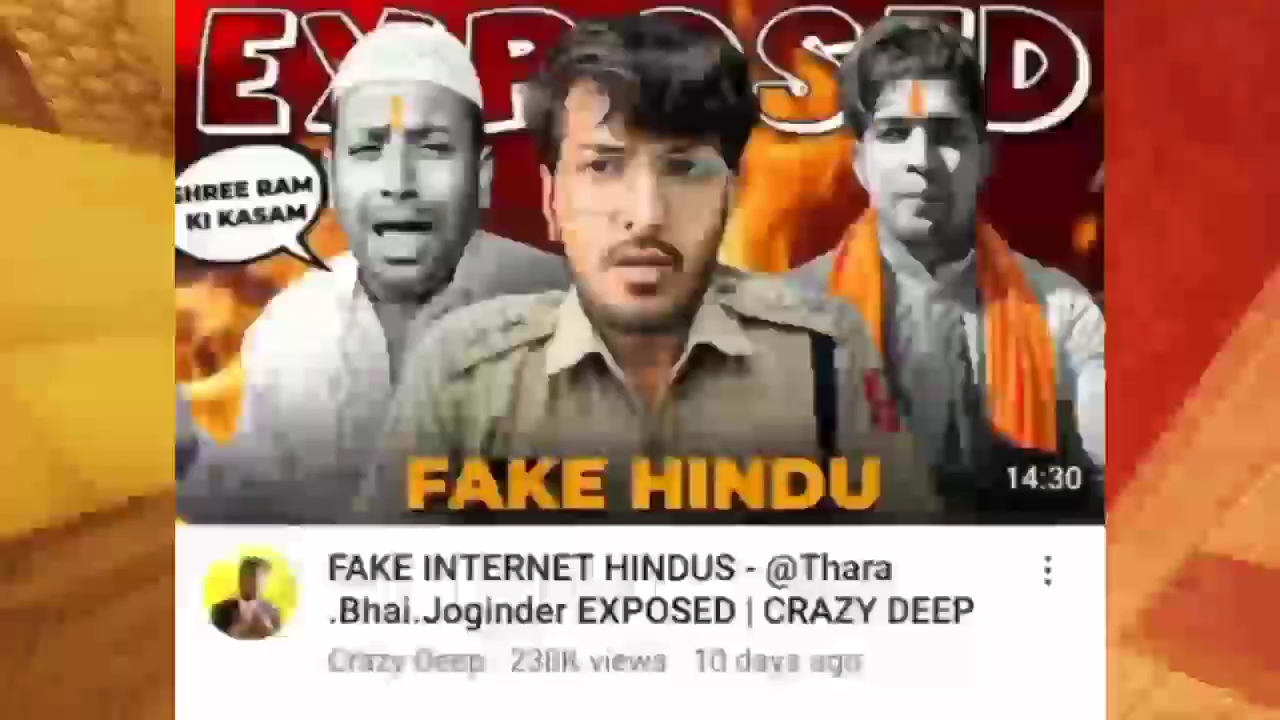 EXPOSED
SHREE RAM
KI KASAM
FAKE HINDU
14:30
FAKE INTERNET HINDUS - @Thara
.Bhai.Joginder EXPOSED | CRAZY DEEP
Crazy Deep 238K views 10 days ago